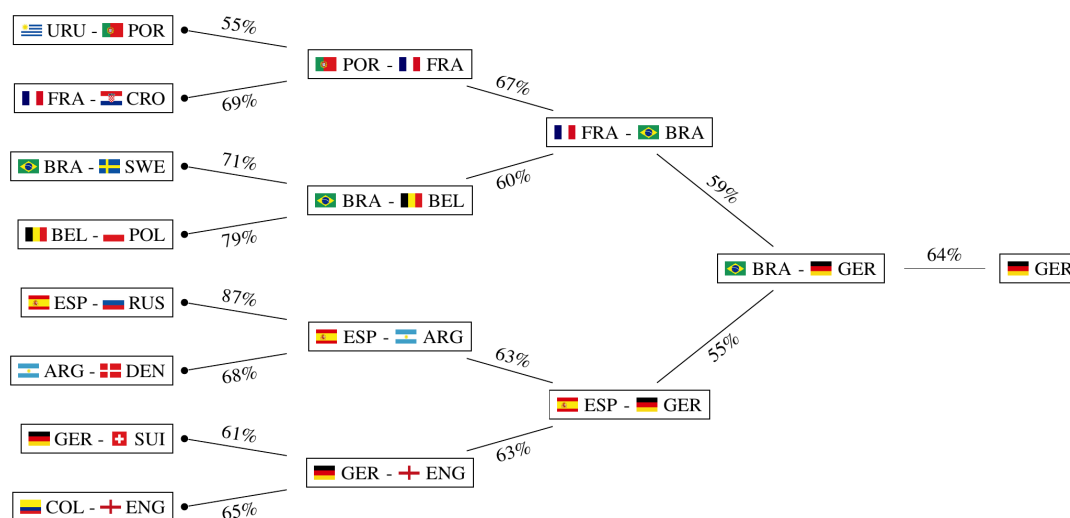 URU - POR
55%
FRA - CRO
69%
POR - FRA
67%
BRA - SWE
71%
BEL - POL
79%
BRA - BEL
60%
FRA - BRA
59%
ESP - RUS
87%
ARG - DEN
68%
ESP - ARG
63%
GER - SUI
61%
COL - ENG
65%
GER - ENG
63%
ESP - GER
55%
BRA - GER
64%
GER